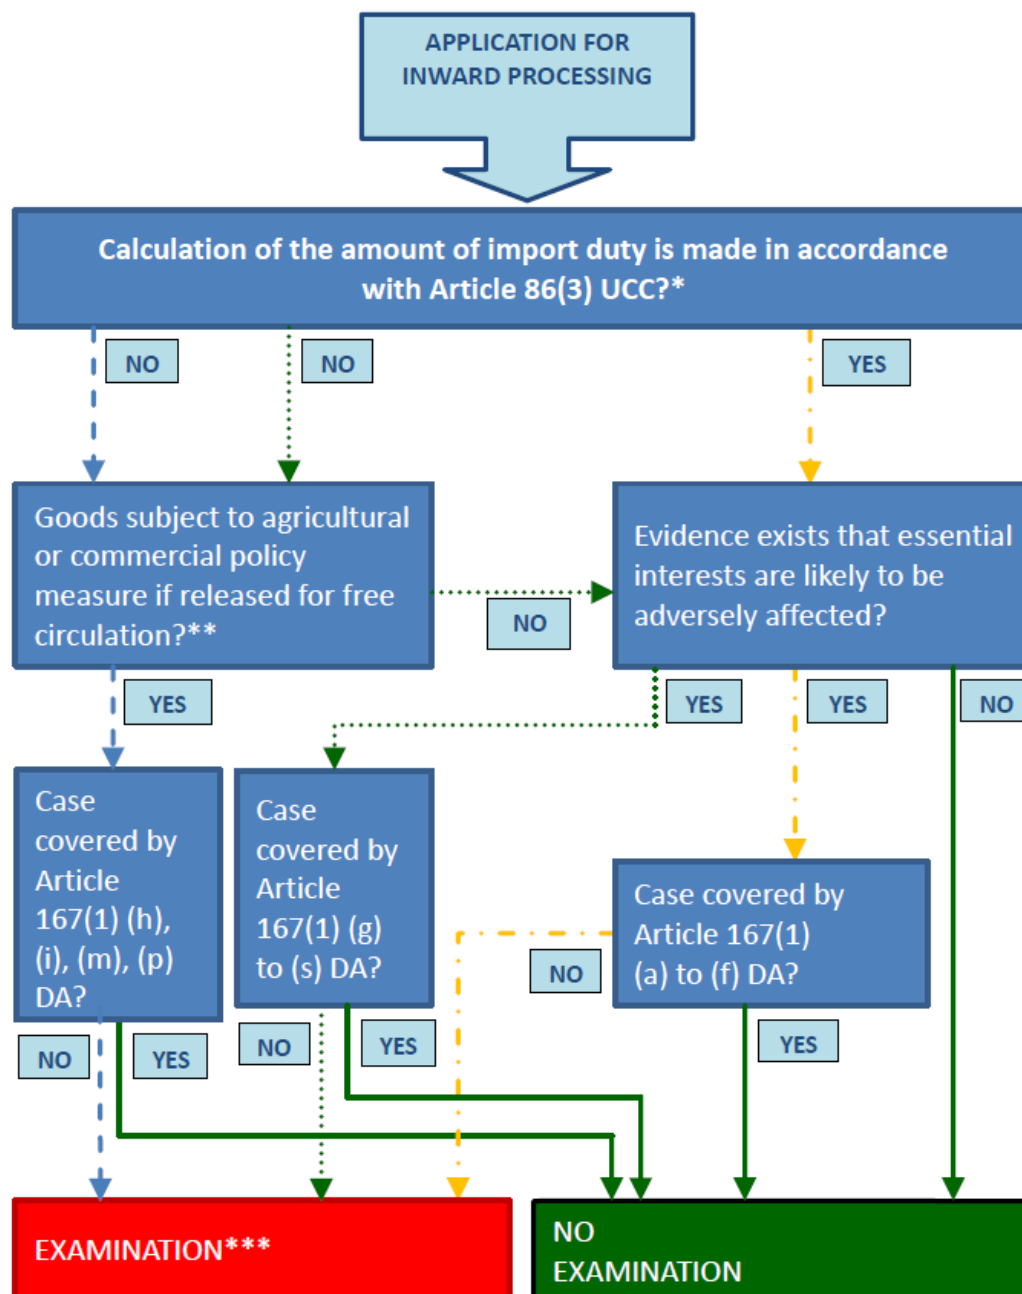 APPLICATION FOR
INWARD PROCESSING
Calculation of the amount of import duty is made in accordance
with Article 86(3) UCC?*
NO
NO
YES
Goods subject to agricultural
or commercial policy
measure if released for free
circulation?**
NO
Evidence exists that essential
interests are likely to be
adversely affected?
YES
YES
YES
NO
Case
covered by
Article
167(1) (h),
(i), (m), (p)
DA?
Case
covered by
Article
167(1) (g)
to (s) DA?
Case covered by
Article 167(1)
(a) to (f) DA?
NO
NO
YES
NO
YES
YES
EXAMINATION***
NO
EXAMINATION